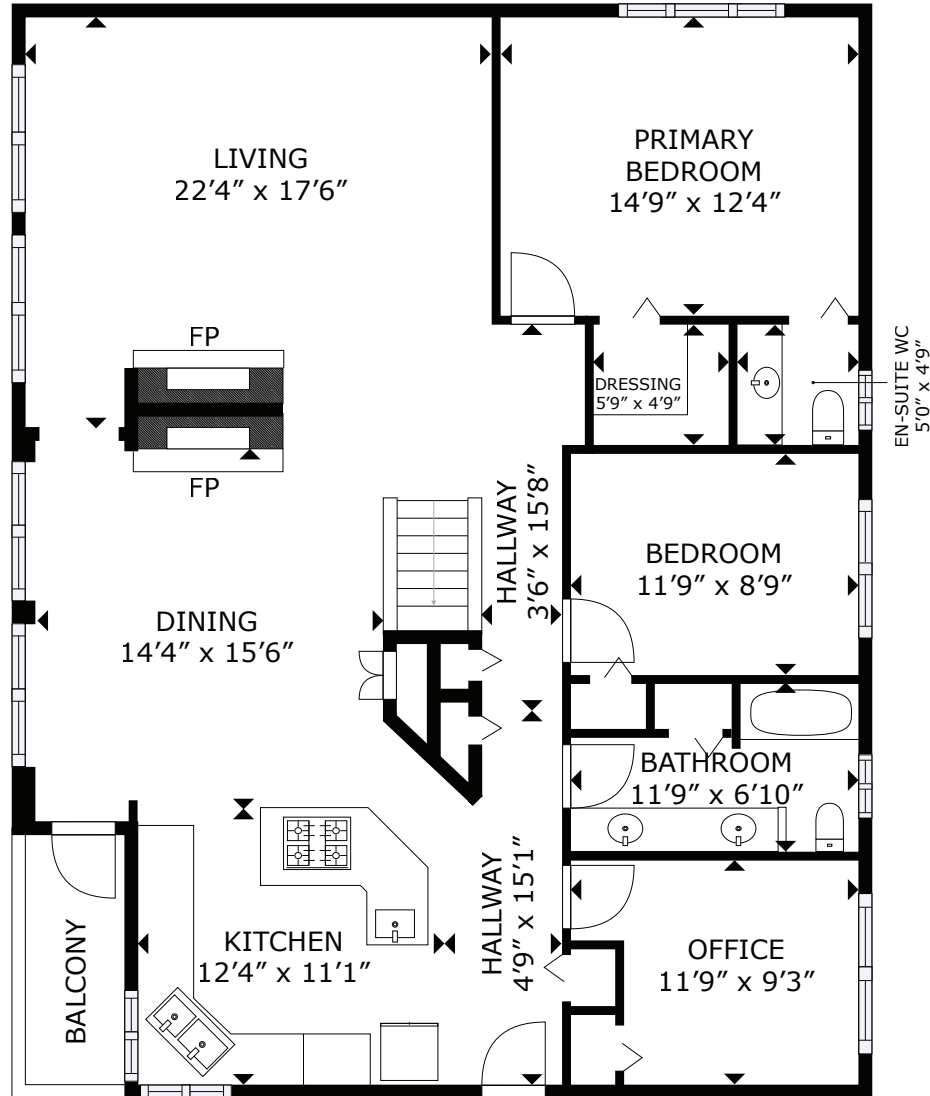 LIVING
22’4” x 17’6”
PRIMARY
BEDROOM
14’9” x 12’4”
FP
FP
DRESSING
5’9” x 4’9”
EN-SUITE WC
5’0” x 4’9”
HALLWAY
3’6” x 15’8”
BEDROOM
11’9” x 8’9”
DINING
14’4” x 15’6”
BATHROOM
11’9” x 6’10”
HALLWAY
4’9” x 15’1”
KITCHEN
12’4” x 11’1”
OFFICE
11’9” x 9’3”
BALCONY